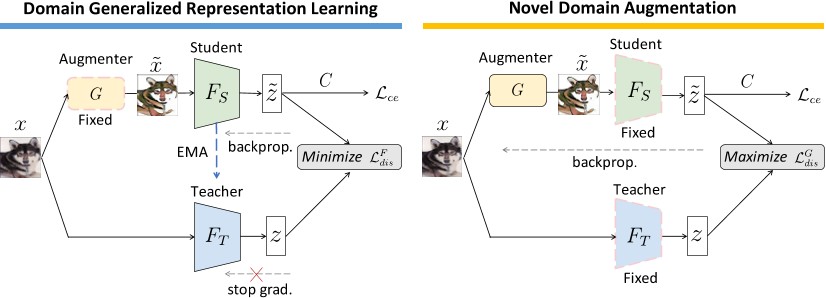 Domain Generalized Representation Learning
Augmenter
x̃
Student
x
G
F_S
z̃
C
ℒ_ce
Fixed
EMA
backprop.
Minimize ℒ^F_dis
Teacher
F_T
z
stop grad.
Novel Domain Augmentation
Student
Augmenter
x̃
x
G
F_S
z̃
C
ℒ_ce
Fixed
backprop.
Maximize ℒ^G_dis
Teacher
F_T
z
Fixed